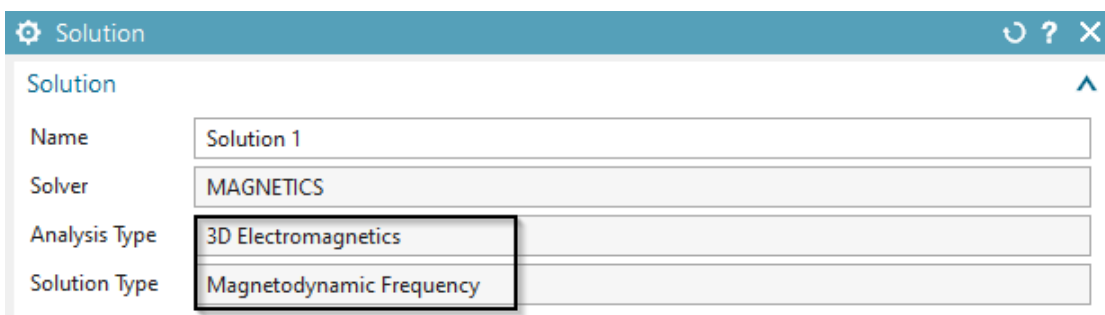 Solution ?
Solution
Name Solution 1
Solver MAGNETICS
Analysis Type 3D Electromagnetics
Solution Type Magnetodynamic Frequency